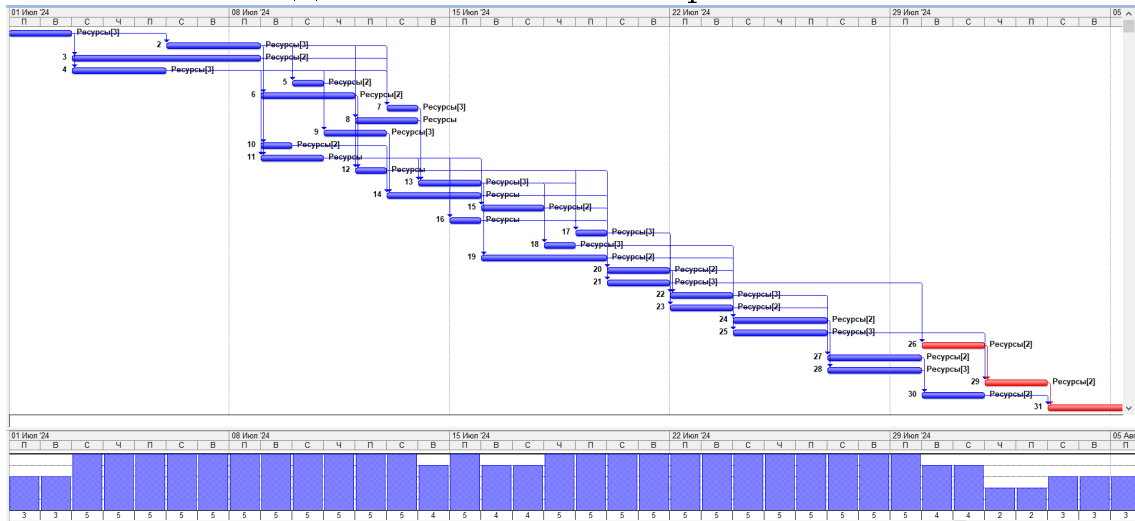 01 Июл '24 08 Июл '24 15 Июл '24 22 Июл '24 29 Июл '24 05
П В С Ч П С В П В С Ч П С В П В С Ч П С В П В С Ч П С В П В С Ч П С В
Ресурсы[3]
2 Ресурсы[3]
3 Ресурсы[2]
4 Ресурсы[3]
5 Ресурсы[2]
6 Ресурсы[2]
7 Ресурсы[3]
8 Ресурсы
9 Ресурсы[3]
10 Ресурсы[2]
11 Ресурсы
12 Ресурсы
13 Ресурсы[3]
14 Ресурсы
15 Ресурсы[2]
16 Ресурсы
17 Ресурсы[3]
18 Ресурсы[3]
19 Ресурсы[2]
20 Ресурсы[2]
21 Ресурсы[3]
22 Ресурсы[3]
23 Ресурсы[2]
24 Ресурсы[2]
25 Ресурсы[3]
26 Ресурсы[2]
27 Ресурсы[2]
28 Ресурсы[3]
29 Ресурсы[2]
30 Ресурсы[2]
31
01 Июл '24 08 Июл '24 15 Июл '24 22 Июл '24 29 Июл '24 05 Авг
П В С Ч П С В П В С Ч П С В П В С Ч П С В П В С Ч П С В П В С Ч П С В П
3 3 5 5 5 5 5 5 5 5 5 5 5 4 5 4 4 5 5 5 5 5 5 5 5 5 5 5 5 4 4 2 2 3 3 3